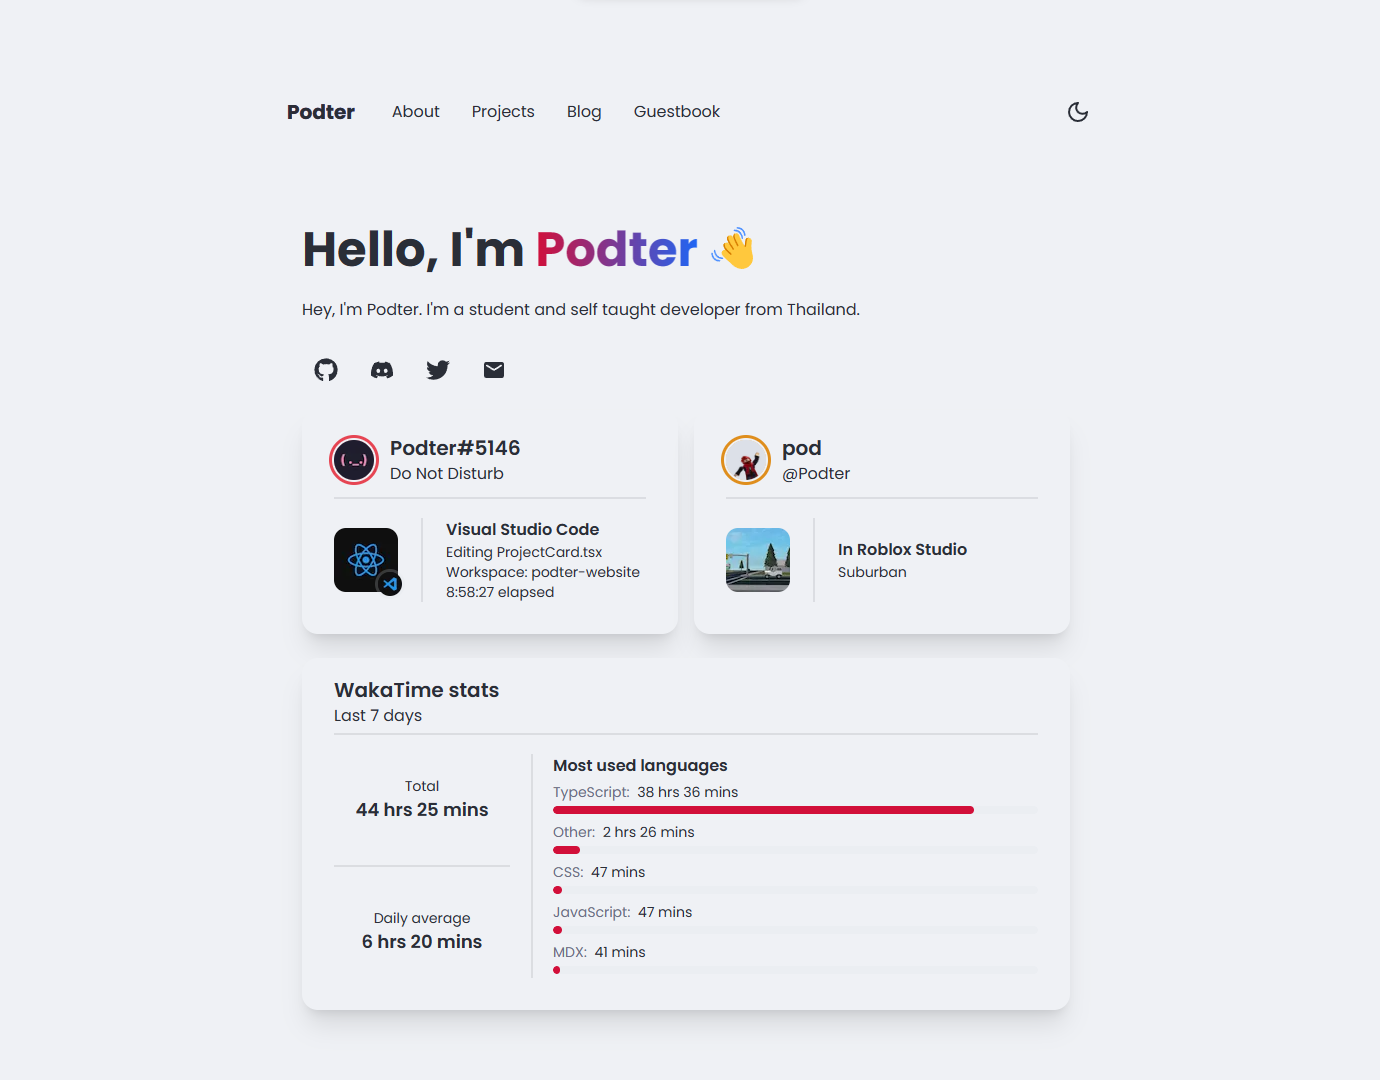 Podter
About
Projects
Blog
Guestbook
Hello, I'm Podter 👋
Hey, I'm Podter. I'm a student and self taught developer from Thailand.
Podter#5146
Do Not Disturb
Visual Studio Code
Editing ProjectCard.tsx
Workspace: podter-website
8:58:27 elapsed
pod
@Podter
In Roblox Studio
Suburban
WakaTime stats
Last 7 days
Total
44 hrs 25 mins
Daily average
6 hrs 20 mins
Most used languages
TypeScript: 38 hrs 36 mins
Other: 2 hrs 26 mins
CSS: 47 mins
JavaScript: 47 mins
MDX: 41 mins